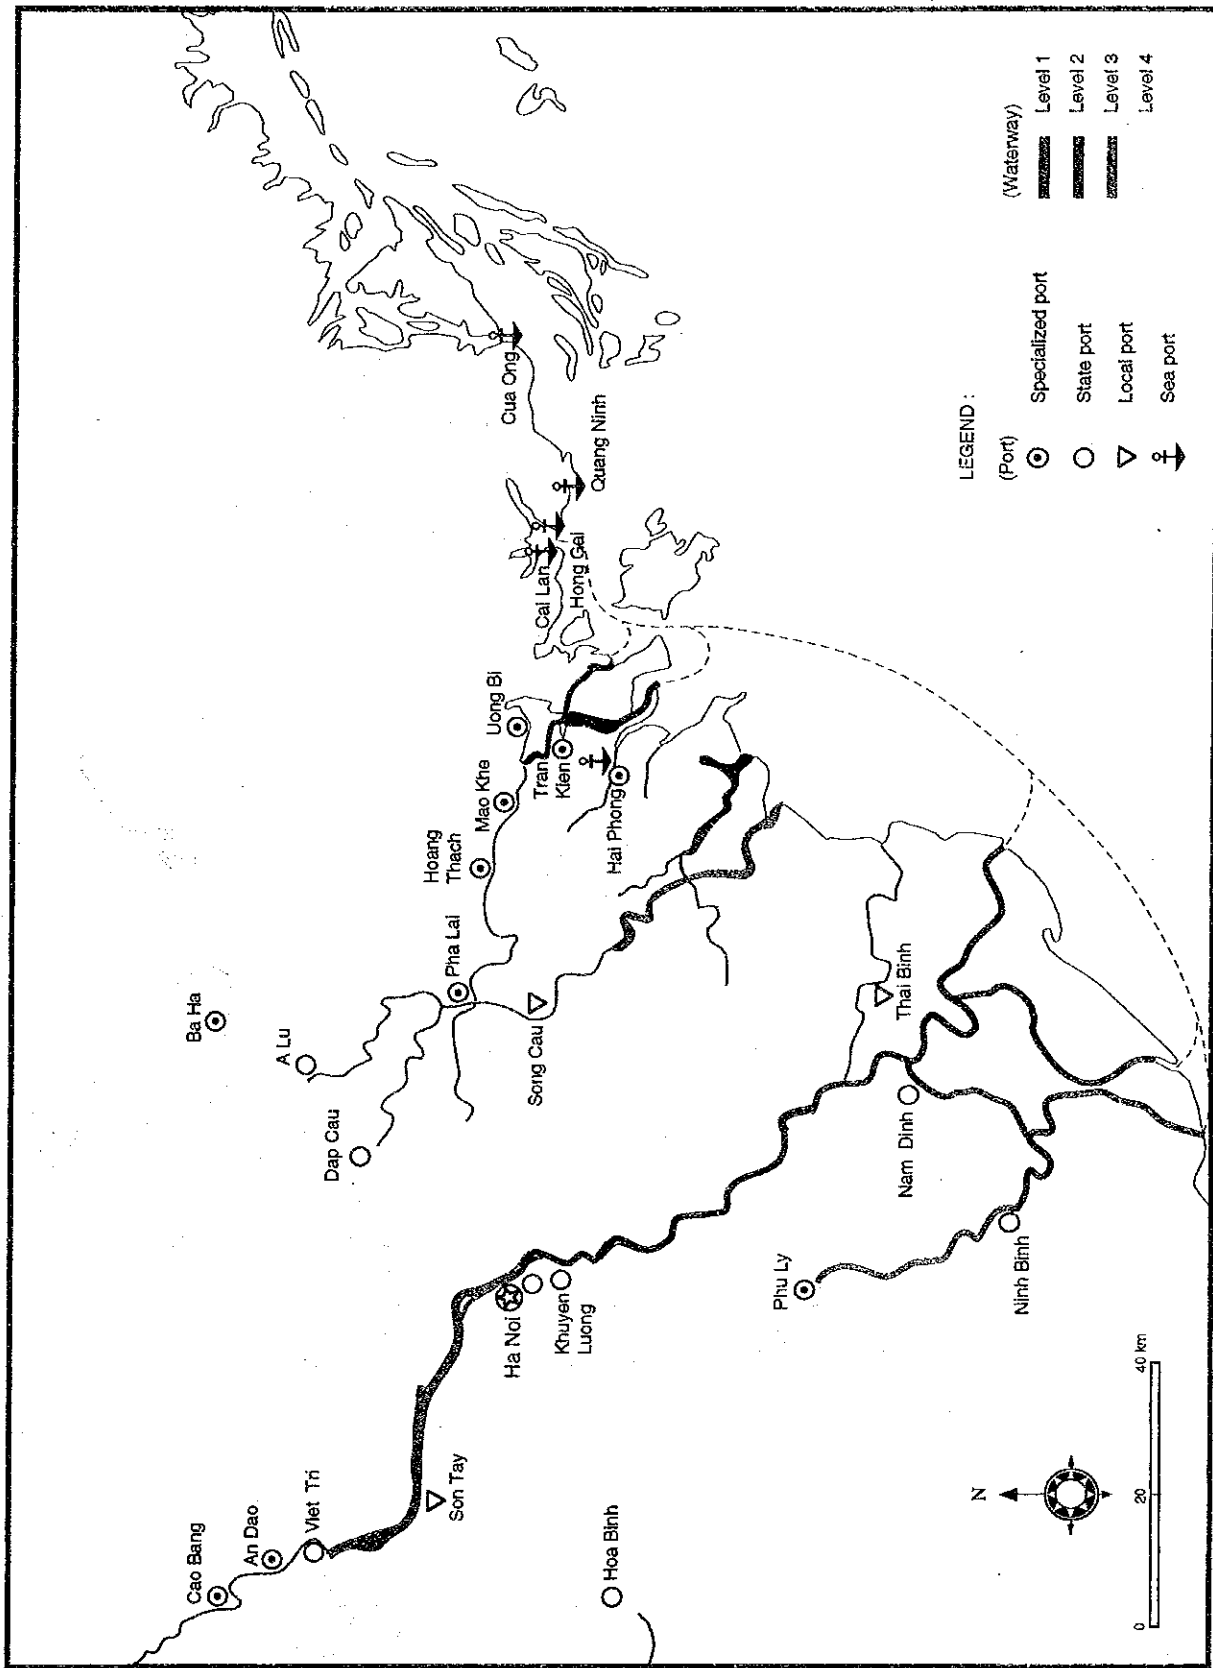 Cao Bang
An Dao
Viet Tri
Son Tay
Hoa Binh
Ha Noi
Khuyen
Luong
Dap Cau
A Lu
Ba Ha
Pha Lai
Song Cau
Hoang
Thach
Mao Khe
Uong Bi
Tran
Kien
Hai Phong
Cai Lan
Hong Gai
Quang Ninh
Cua Ong
Phu Ly
Ninh Binh
Nam Dinh
Thai Binh
N
0 20 40 km
LEGEND :
(Port)
Specialized port
State port
Local port
Sea port
(Waterway)
Level 1
Level 2
Level 3
Level 4